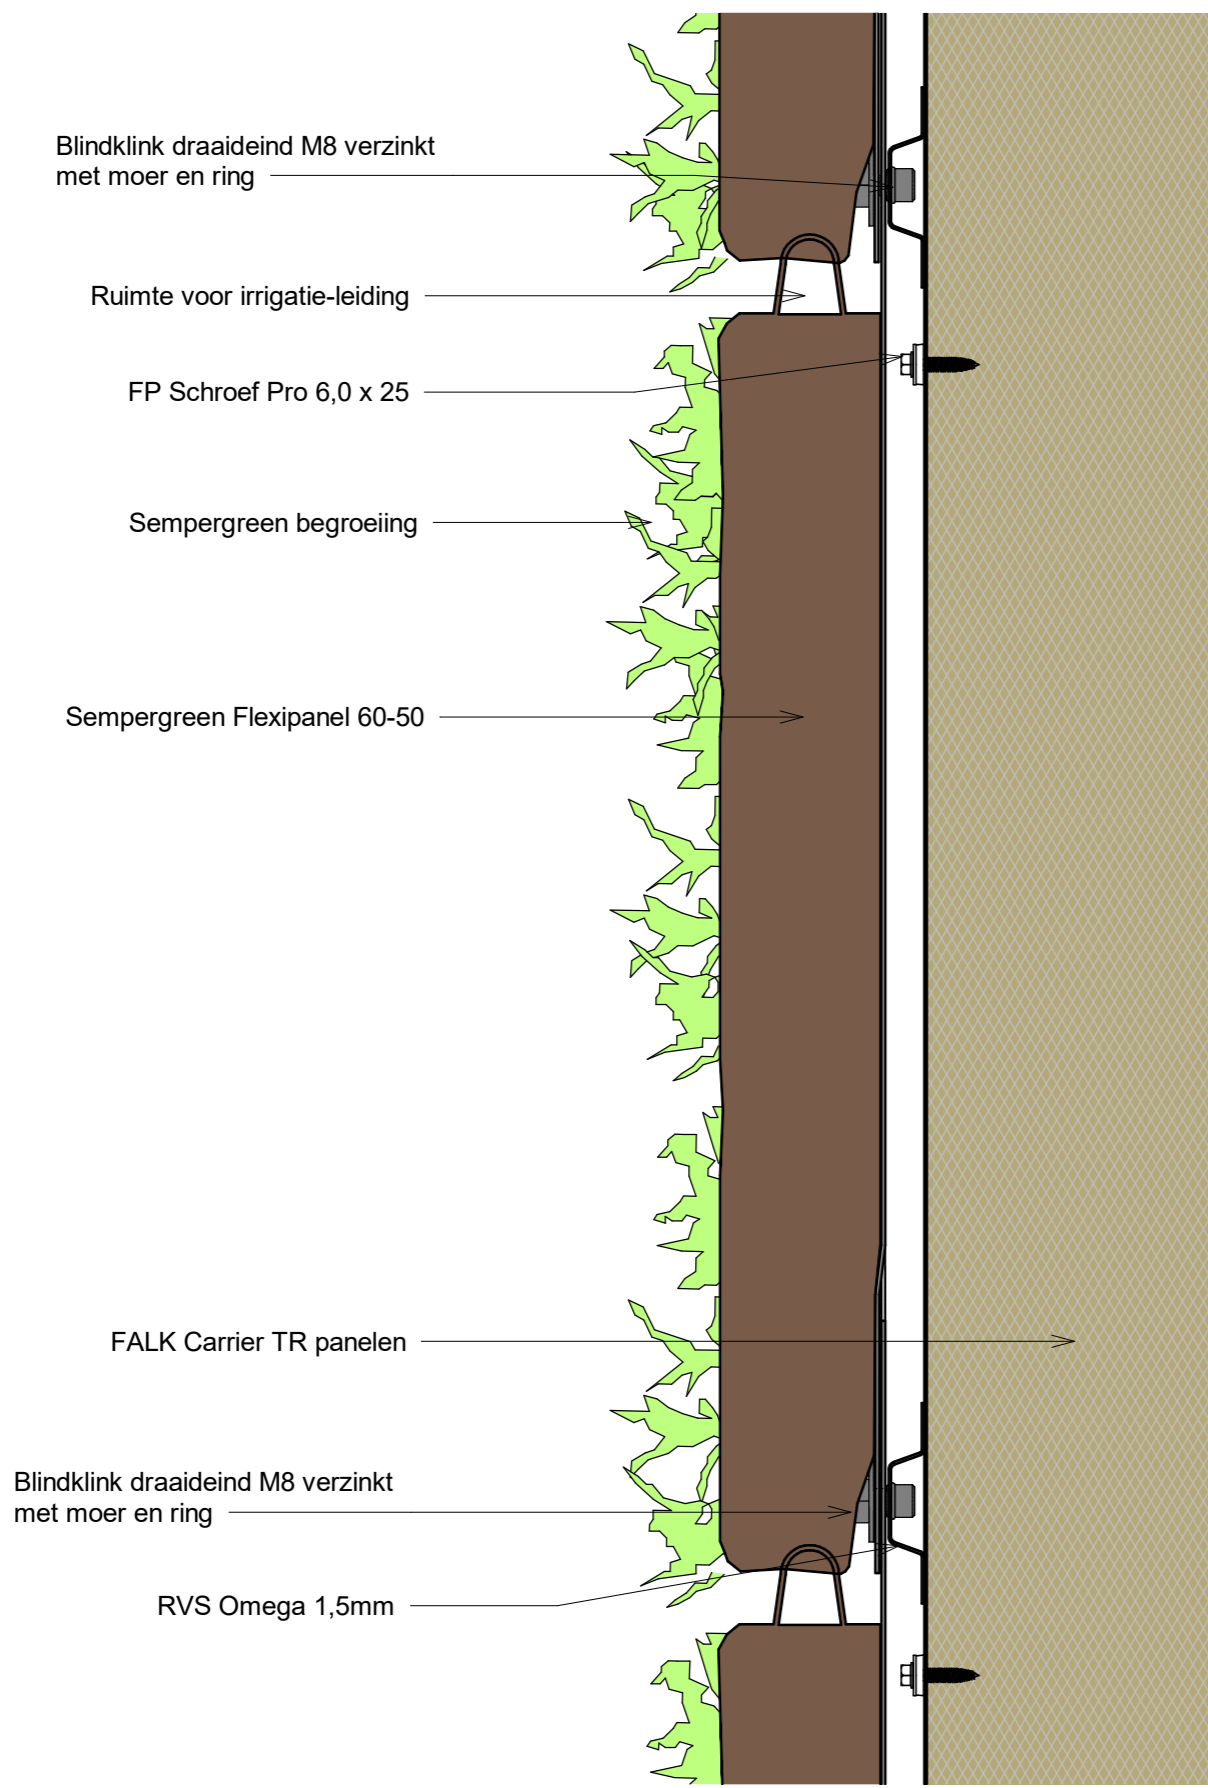 Blindklink draaideind M8 verzinkt
met moer en ring
Ruimte voor irrigatie-leiding
FP Schroef Pro 6,0 x 25
Sempergreen begroeiing
Sempergreen Flexipanel 60-50
FALK Carrier TR panelen
Blindklink draaideind M8 verzinkt
met moer en ring
RVS Omega 1,5mm